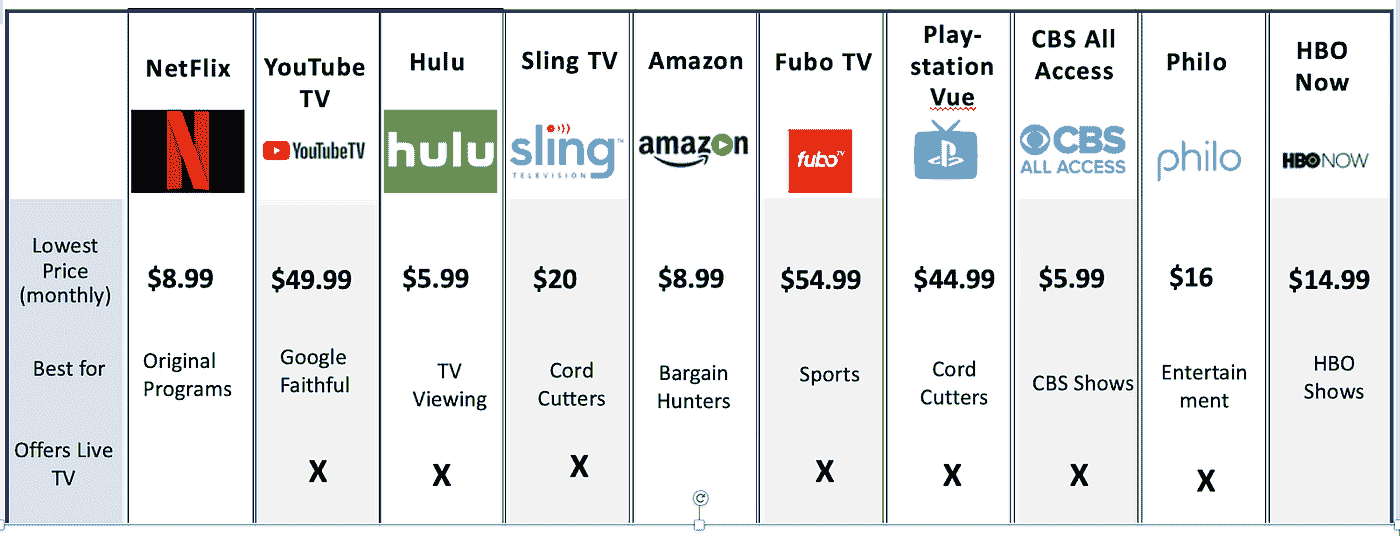 NetFlix
YouTube
TV
Hulu
Sling TV
Amazon
Fubo TV
Play-
station
Vue
CBS All
Access
Philo
HBO
Now
N
YouTubeTV
hulu
sling
TELEVISION
amazon
fubo TV
CBS
ALL ACCESS
philo
HBO NOW
Lowest
Price
(monthly)
$8.99
$49.99
$5.99
$20
$8.99
$54.99
$44.99
$5.99
$16
$14.99
Best for
Original
Programs
Google
Faithful
TV
Viewing
Cord
Cutters
Bargain
Hunters
Sports
Cord
Cutters
CBS Shows
Entertain
ment
HBO
Shows
Offers Live
TV
X
X
X
X
X
X
X